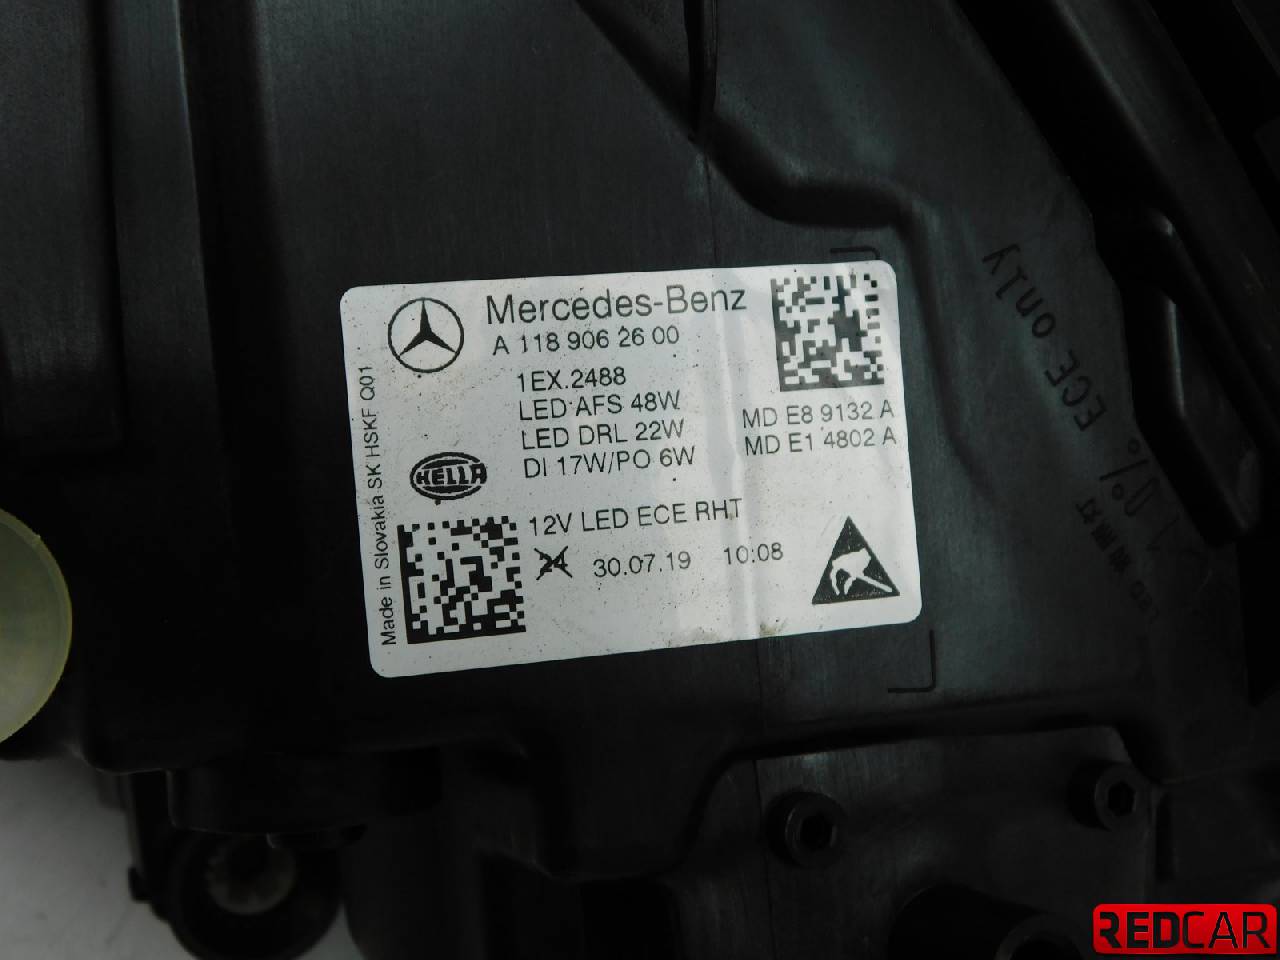 Mercedes-Benz
A 118 906 26 00
1EX.2488
LED AFS 48W
LED DRL 22W
DI 17W/PO 6W
MD E8 9132 A
MD E1 4802 A
HELLA
12V LED ECE RHT
24 30.07.19 10:08
Made in Slovakia SK HSKF Q01
ECE only
REDCAR